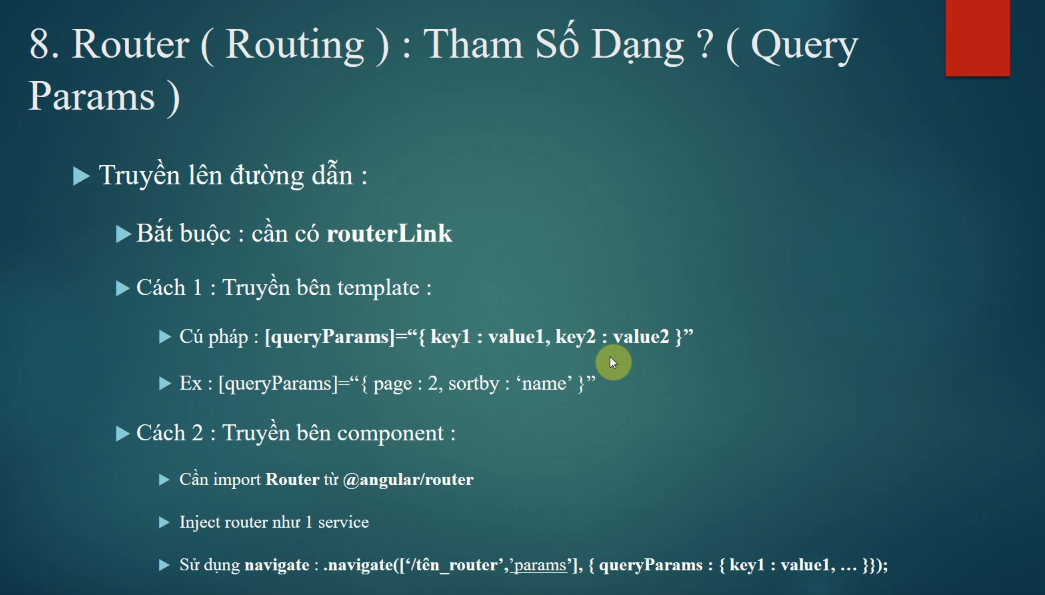 8. Router ( Routing ) : Tham Số Dạng ? ( Query
Params )
Truyền lên đường dẫn :
Bắt buộc : cần có routerLink
Cách 1 : Truyền bên template :
Cú pháp : [queryParams]=“{ key1 : value1, key2 : value2 }”
Ex : [queryParams]=“{ page : 2, sortby : ‘name’ }”
Cách 2 : Truyền bên component :
Cần import Router từ @angular/router
Inject router như 1 service
Sử dụng navigate : .navigate([‘/tên_router’,’params’], { queryParams : { key1 : value1, … }});